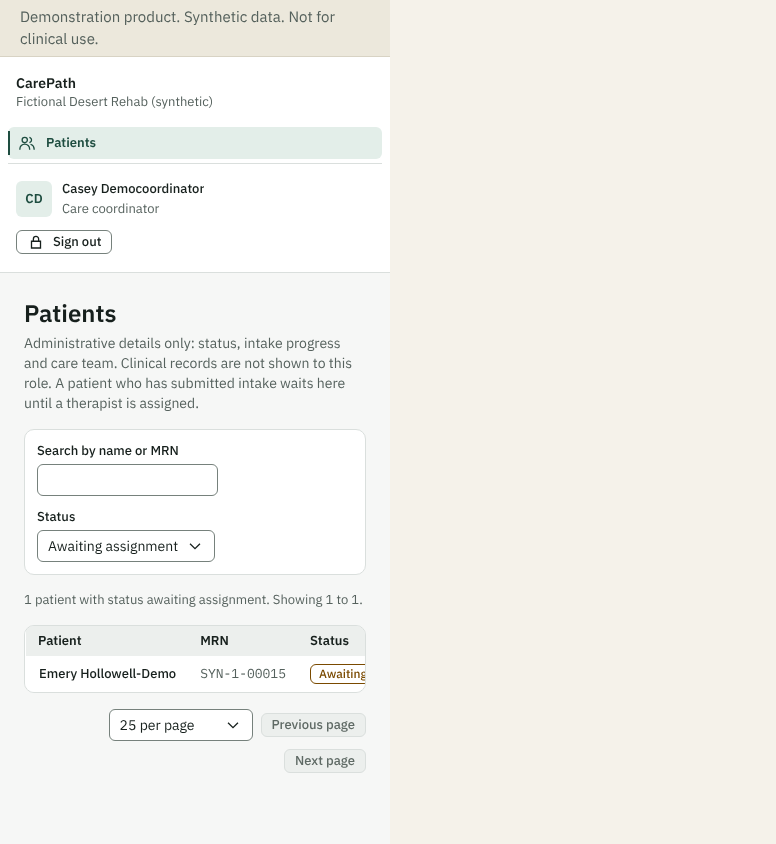 Demonstration product. Synthetic data. Not for
clinical use.
CarePath
Fictional Desert Rehab (synthetic)
Patients
CD
Casey Democoordinator
Care coordinator
Sign out
Patients
Administrative details only: status, intake progress
and care team. Clinical records are not shown to this
role. A patient who has submitted intake waits here
until a therapist is assigned.
Search by name or MRN
Status
Awaiting assignment
1 patient with status awaiting assignment. Showing 1 to 1.
Patient MRN Status
Emery Hollowell-Demo SYN-1-00015 Awaiting
25 per page Previous page
Next page